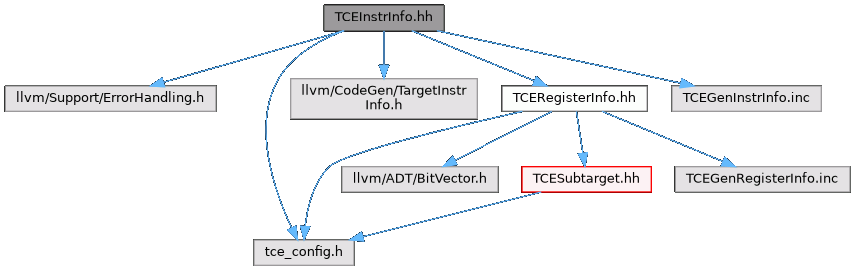 TCEInstrInfo.hh
llvm/Support/ErrorHandling.h
llvm/CodeGen/TargetInstr
Info.h
TCERegisterInfo.hh
TCEGenInstrInfo.inc
llvm/ADT/BitVector.h
TCESubtarget.hh
TCEGenRegisterInfo.inc
tce_config.h